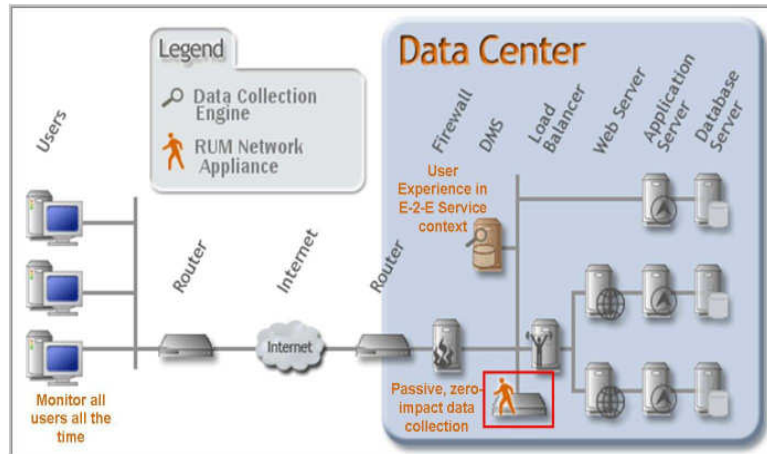 Legend
Data Collection
Engine
RUM Network
Appliance
Data Center
Users
Router
Internet
Router
Firewall
DMS
Load
Balancer
Web Server
Application
Server
Database
Server
User
Experience in
E-2-E Service
context
Internet
Monitor all
users all the
time
Passive, zero-
impact data
collection